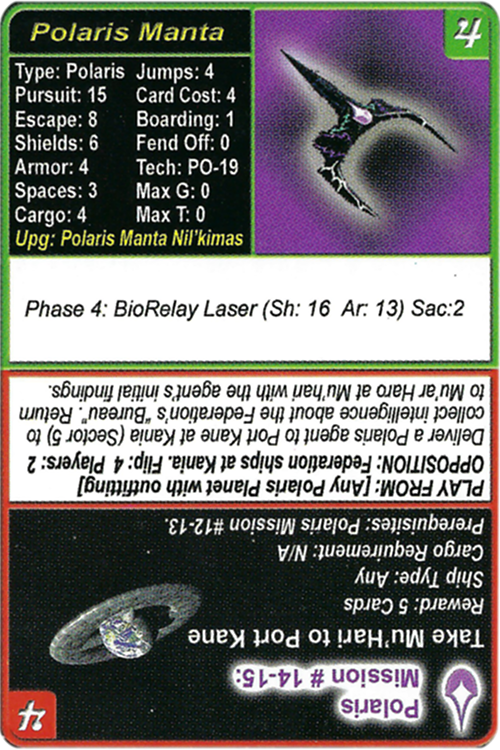 Polaris Manta
4
Type: Polaris Jumps: 4
Pursuit: 15 Card Cost: 4
Escape: 8 Boarding: 1
Shields: 6 Fend Off: 0
Armor: 4 Tech: PO-19
Spaces: 3 Max G: 0
Cargo: 4 Max T: 0
Upg: Polaris Manta Nil'kimas
Phase 4: BioRelay Laser (Sh: 16 Ar: 13) Sac:2
4
Polaris
Mission # 14-15:
Take Mu'Hari to Port Kane
Reward: 5 Cards
Ship Type: Any
Cargo Requirement: N/A
Prerequisites: Polaris Mission #12-13.
PLAY FROM: [Any Polaris Planet with outfitting]
OPPOSITION: Federation ships at Kania. Flip: 4 Players: 2
Deliver a Polaris agent to Port Kane at Kania (Sector 5) to
collect intelligence about the Federation's "Bureau". Return
to Mu'ar Haro at Mu'hari with the agent's initial findings.